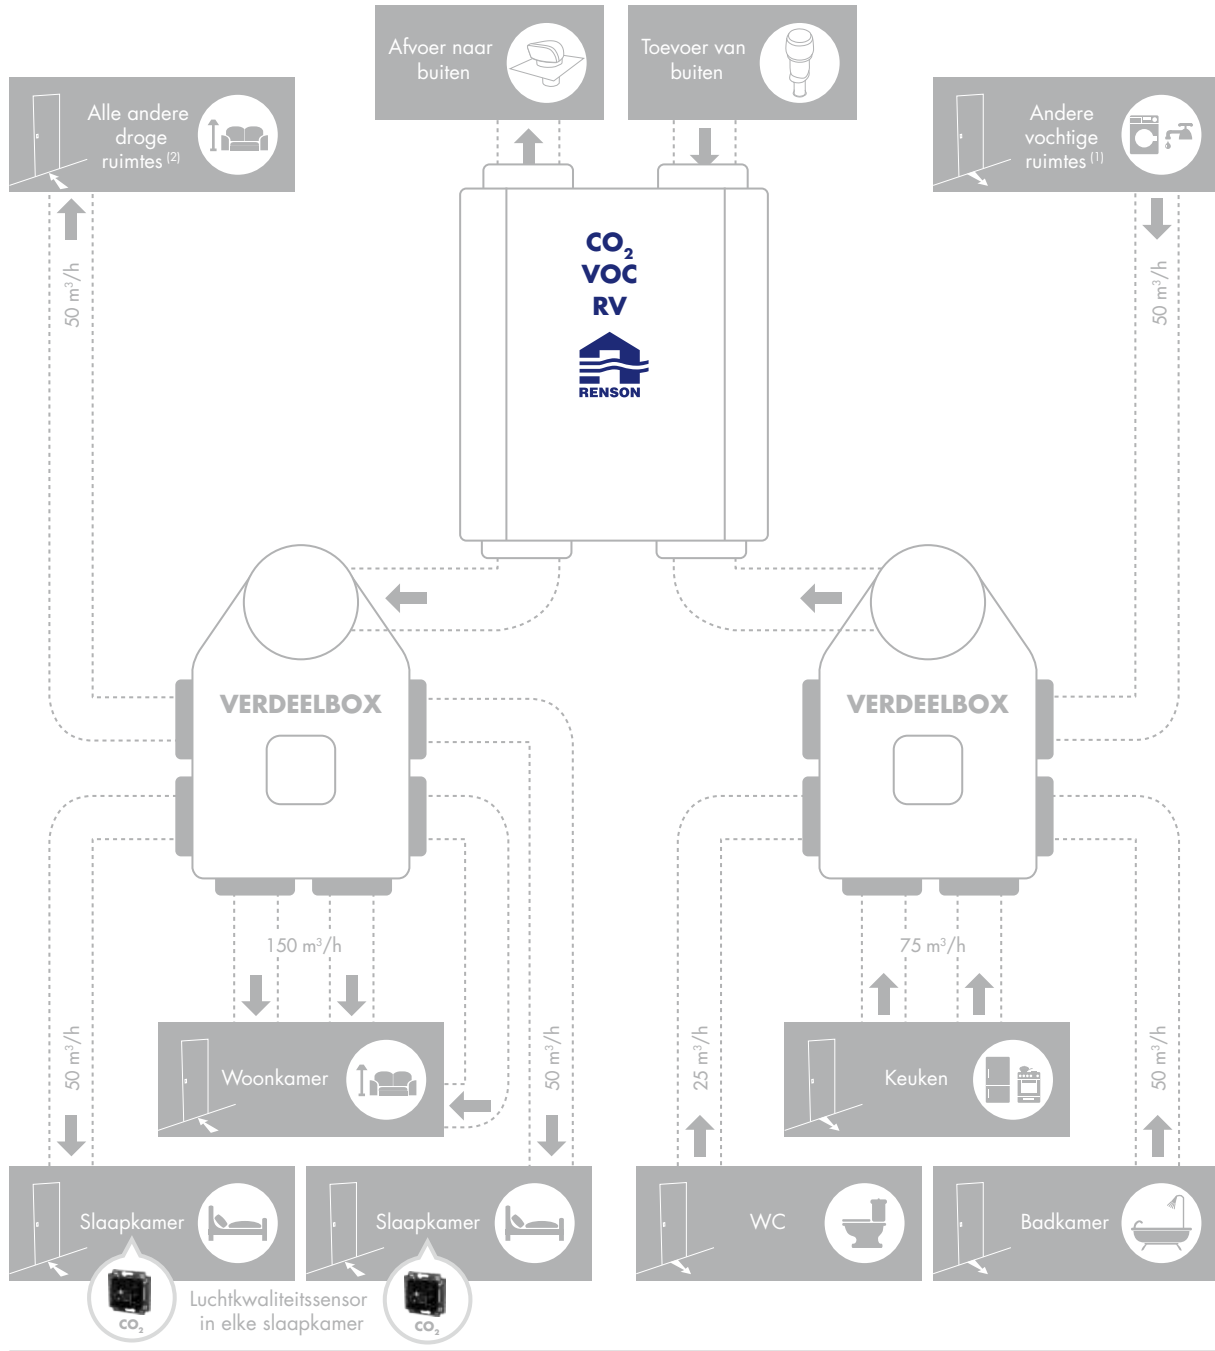 Afvoer naar
buiten
Toevoer van
buiten
Alle andere
droge
ruimtes (2)
Andere
vochtige
ruimtes (1)
CO₂
VOC
RV
RENSON
50 m³/h
50 m³/h
VERDEELBOX
VERDEELBOX
150 m³/h
75 m³/h
50 m³/h
50 m³/h
25 m³/h
50 m³/h
Woonkamer
Keuken
Slaapkamer
Slaapkamer
WC
Badkamer
CO₂
Luchtkwaliteitssensor
in elke slaapkamer
CO₂